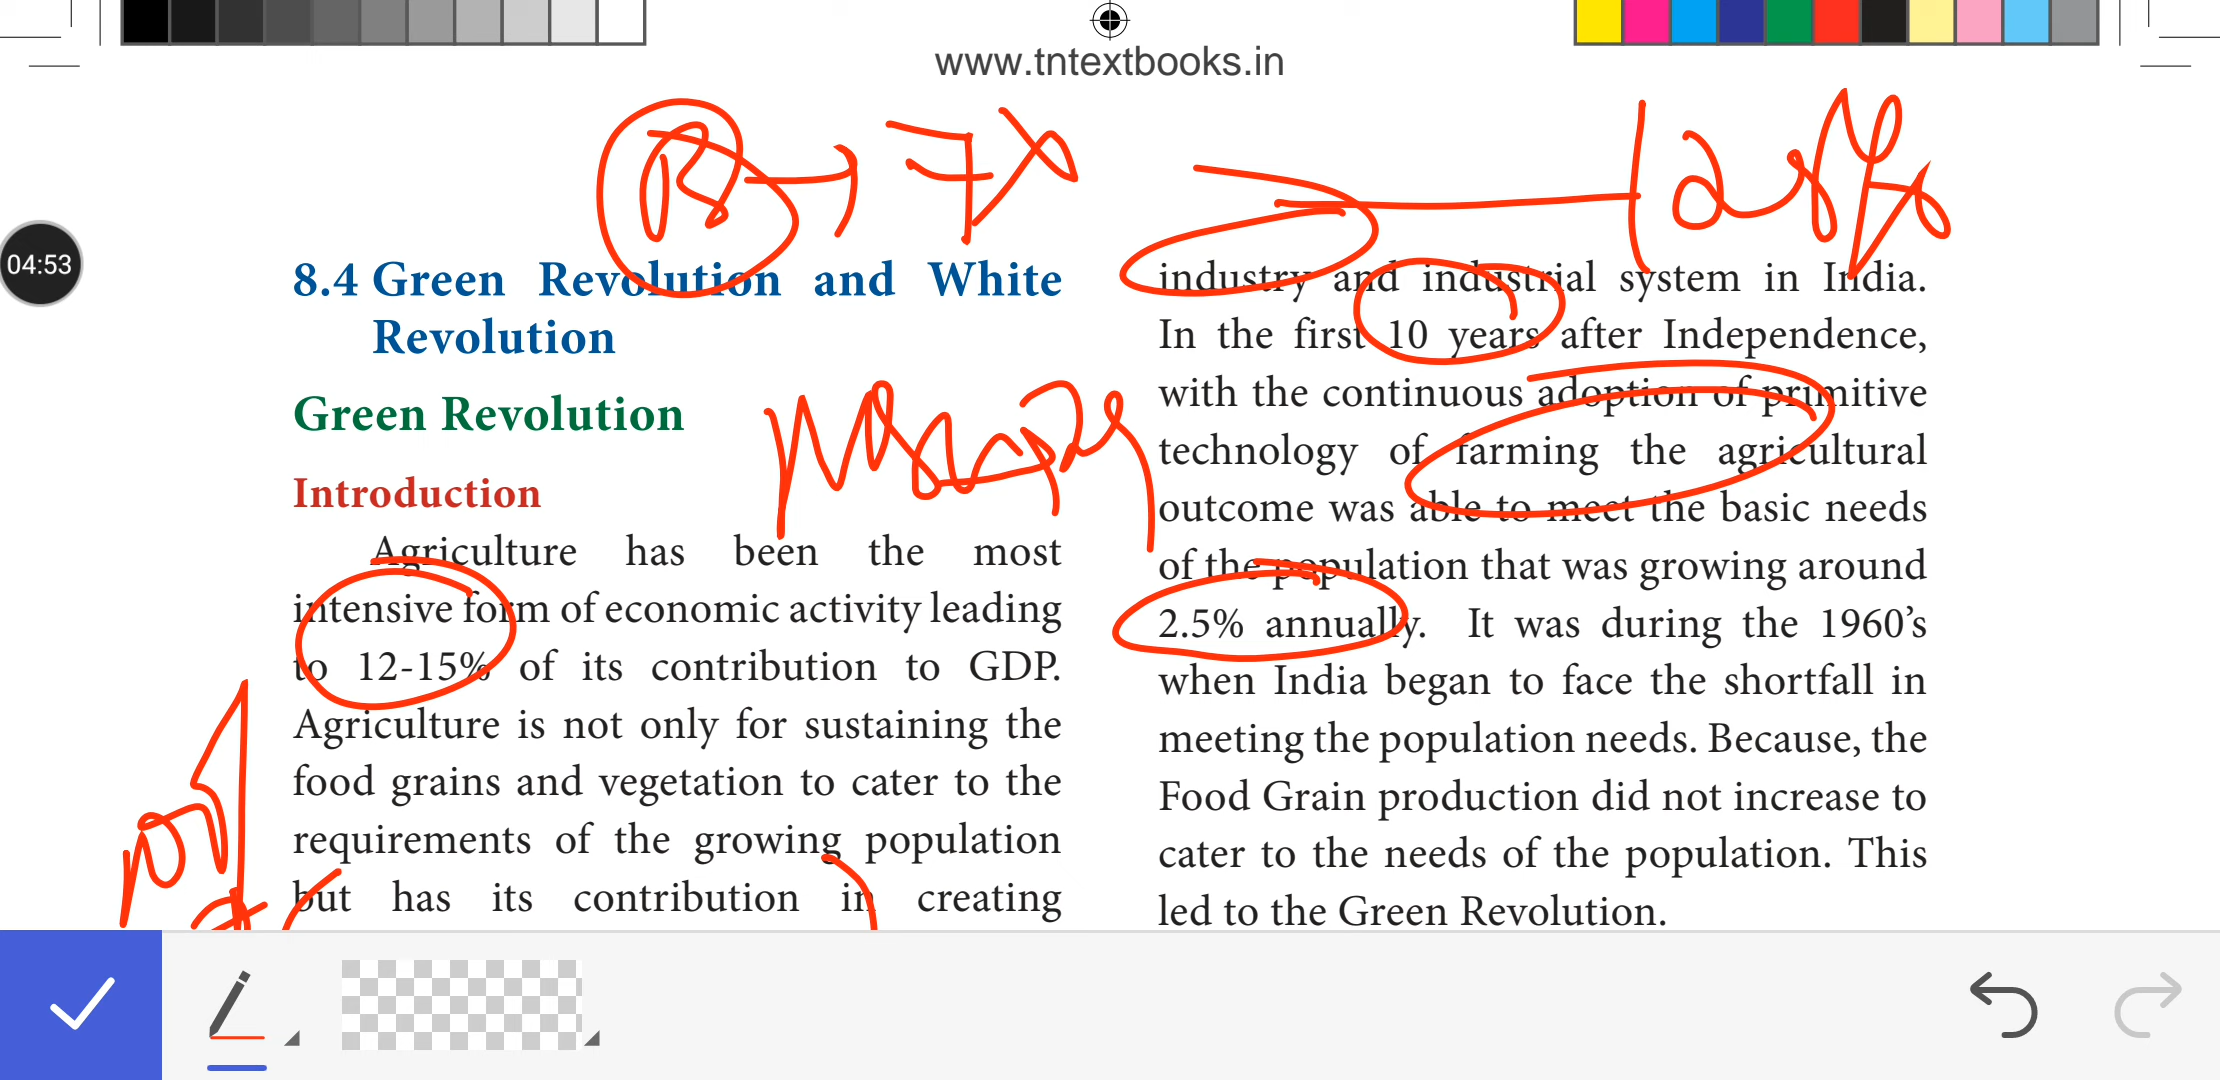 www.tntextbooks.in
04:53
8.4 Green Revolution and White
Revolution
Green Revolution
Introduction
Agriculture has been the most
intensive form of economic activity leading
to 12-15% of its contribution to GDP.
Agriculture is not only for sustaining the
food grains and vegetation to cater to the
requirements of the growing population
but has its contribution in creating
industry and industrial system in India.
In the first 10 years after Independence,
with the continuous adoption of primitive
technology of farming the agricultural
outcome was able to meet the basic needs
of the population that was growing around
2.5% annually. It was during the 1960’s
when India began to face the shortfall in
meeting the population needs. Because, the
Food Grain production did not increase to
cater to the needs of the population. This
led to the Green Revolution.